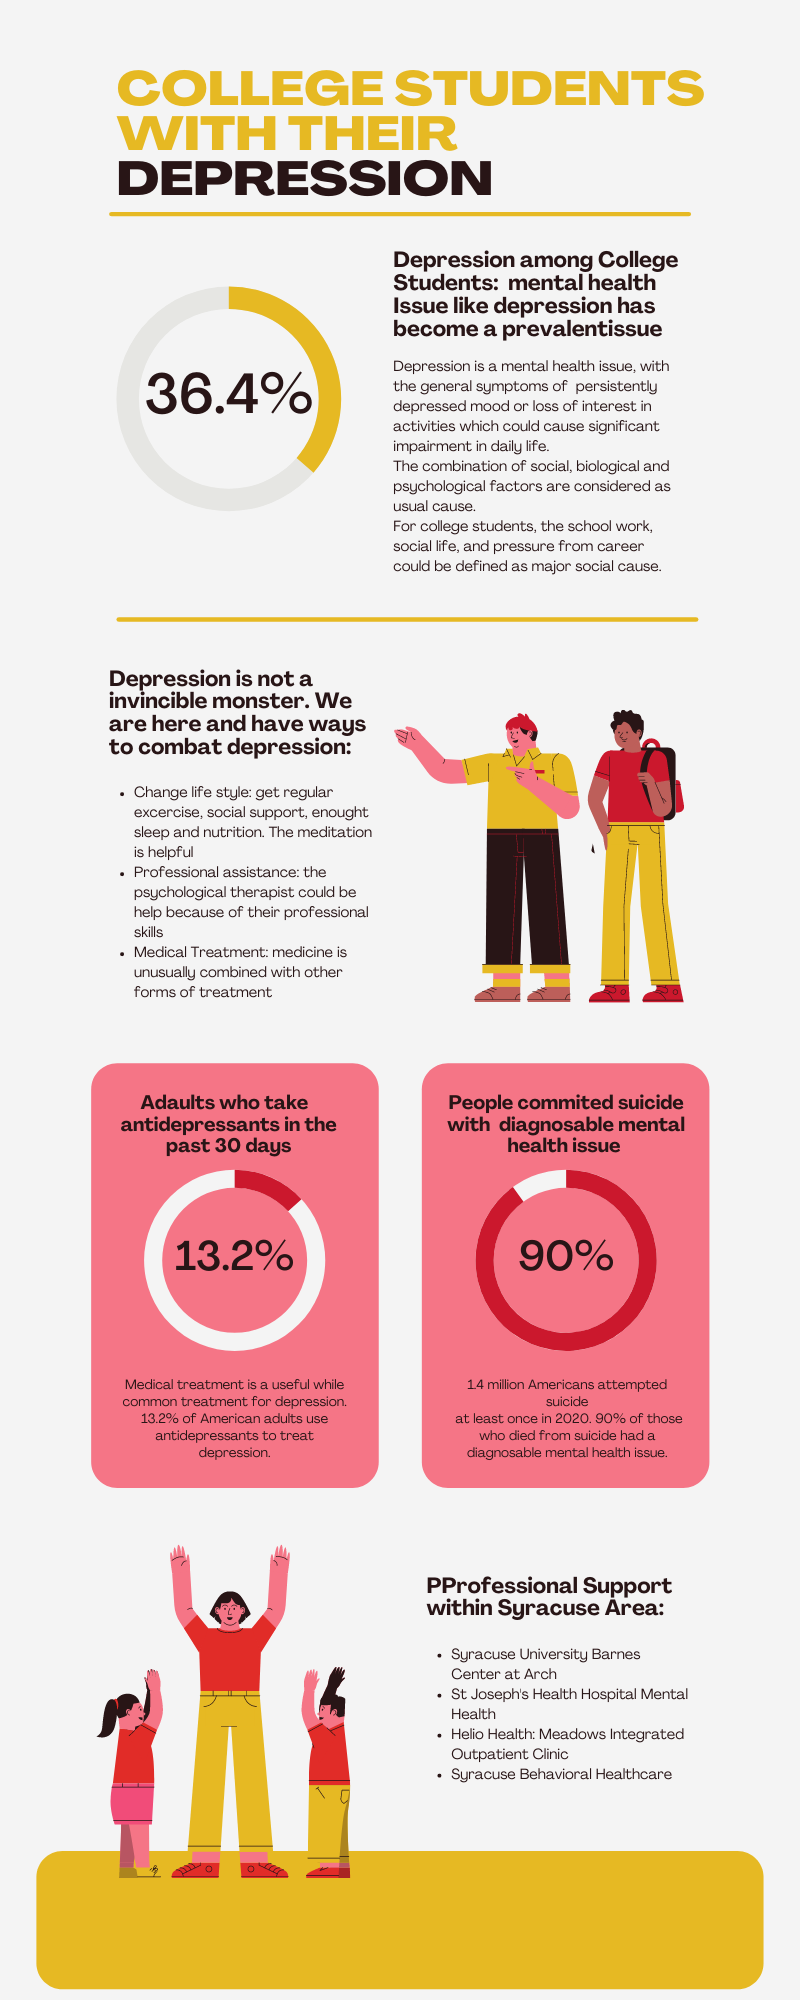 COLLEGE STUDENTS
WITH THEIR
DEPRESSION
36.4%
Depression among College
Students:  mental health
Issue like depression has
become a prevalentissue
Depression is a mental health issue, with
the general symptoms of  persistently
depressed mood or loss of interest in
activities which could cause significant
impairment in daily life.
The combination of social, biological and
psychological factors are considered as
usual cause.
For college students, the school work,
social life, and pressure from career
could be defined as major social cause.
Depression is not a
invincible monster. We
are here and have ways
to combat depression:
• Change life style: get regular
excercise, social support, enought
sleep and nutrition. The meditation
is helpful
• Professional assistance: the
psychological therapist could be
help because of their professional
skills
• Medical Treatment: medicine is
unusually combined with other
forms of treatment
Adaults who take
antidepressants in the
past 30 days
13.2%
Medical treatment is a useful while
common treatment for depression.
13.2% of American adults use
antidepressants to treat
depression.
People commited suicide
with  diagnosable mental
health issue
90%
1.4 million Americans attempted
suicide
at least once in 2020. 90% of those
who died from suicide had a
diagnosable mental health issue.
PProfessional Support
within Syracuse Area:
• Syracuse University Barnes
Center at Arch
• St Joseph's Health Hospital Mental
Health
• Helio Health: Meadows Integrated
Outpatient Clinic
• Syracuse Behavioral Healthcare